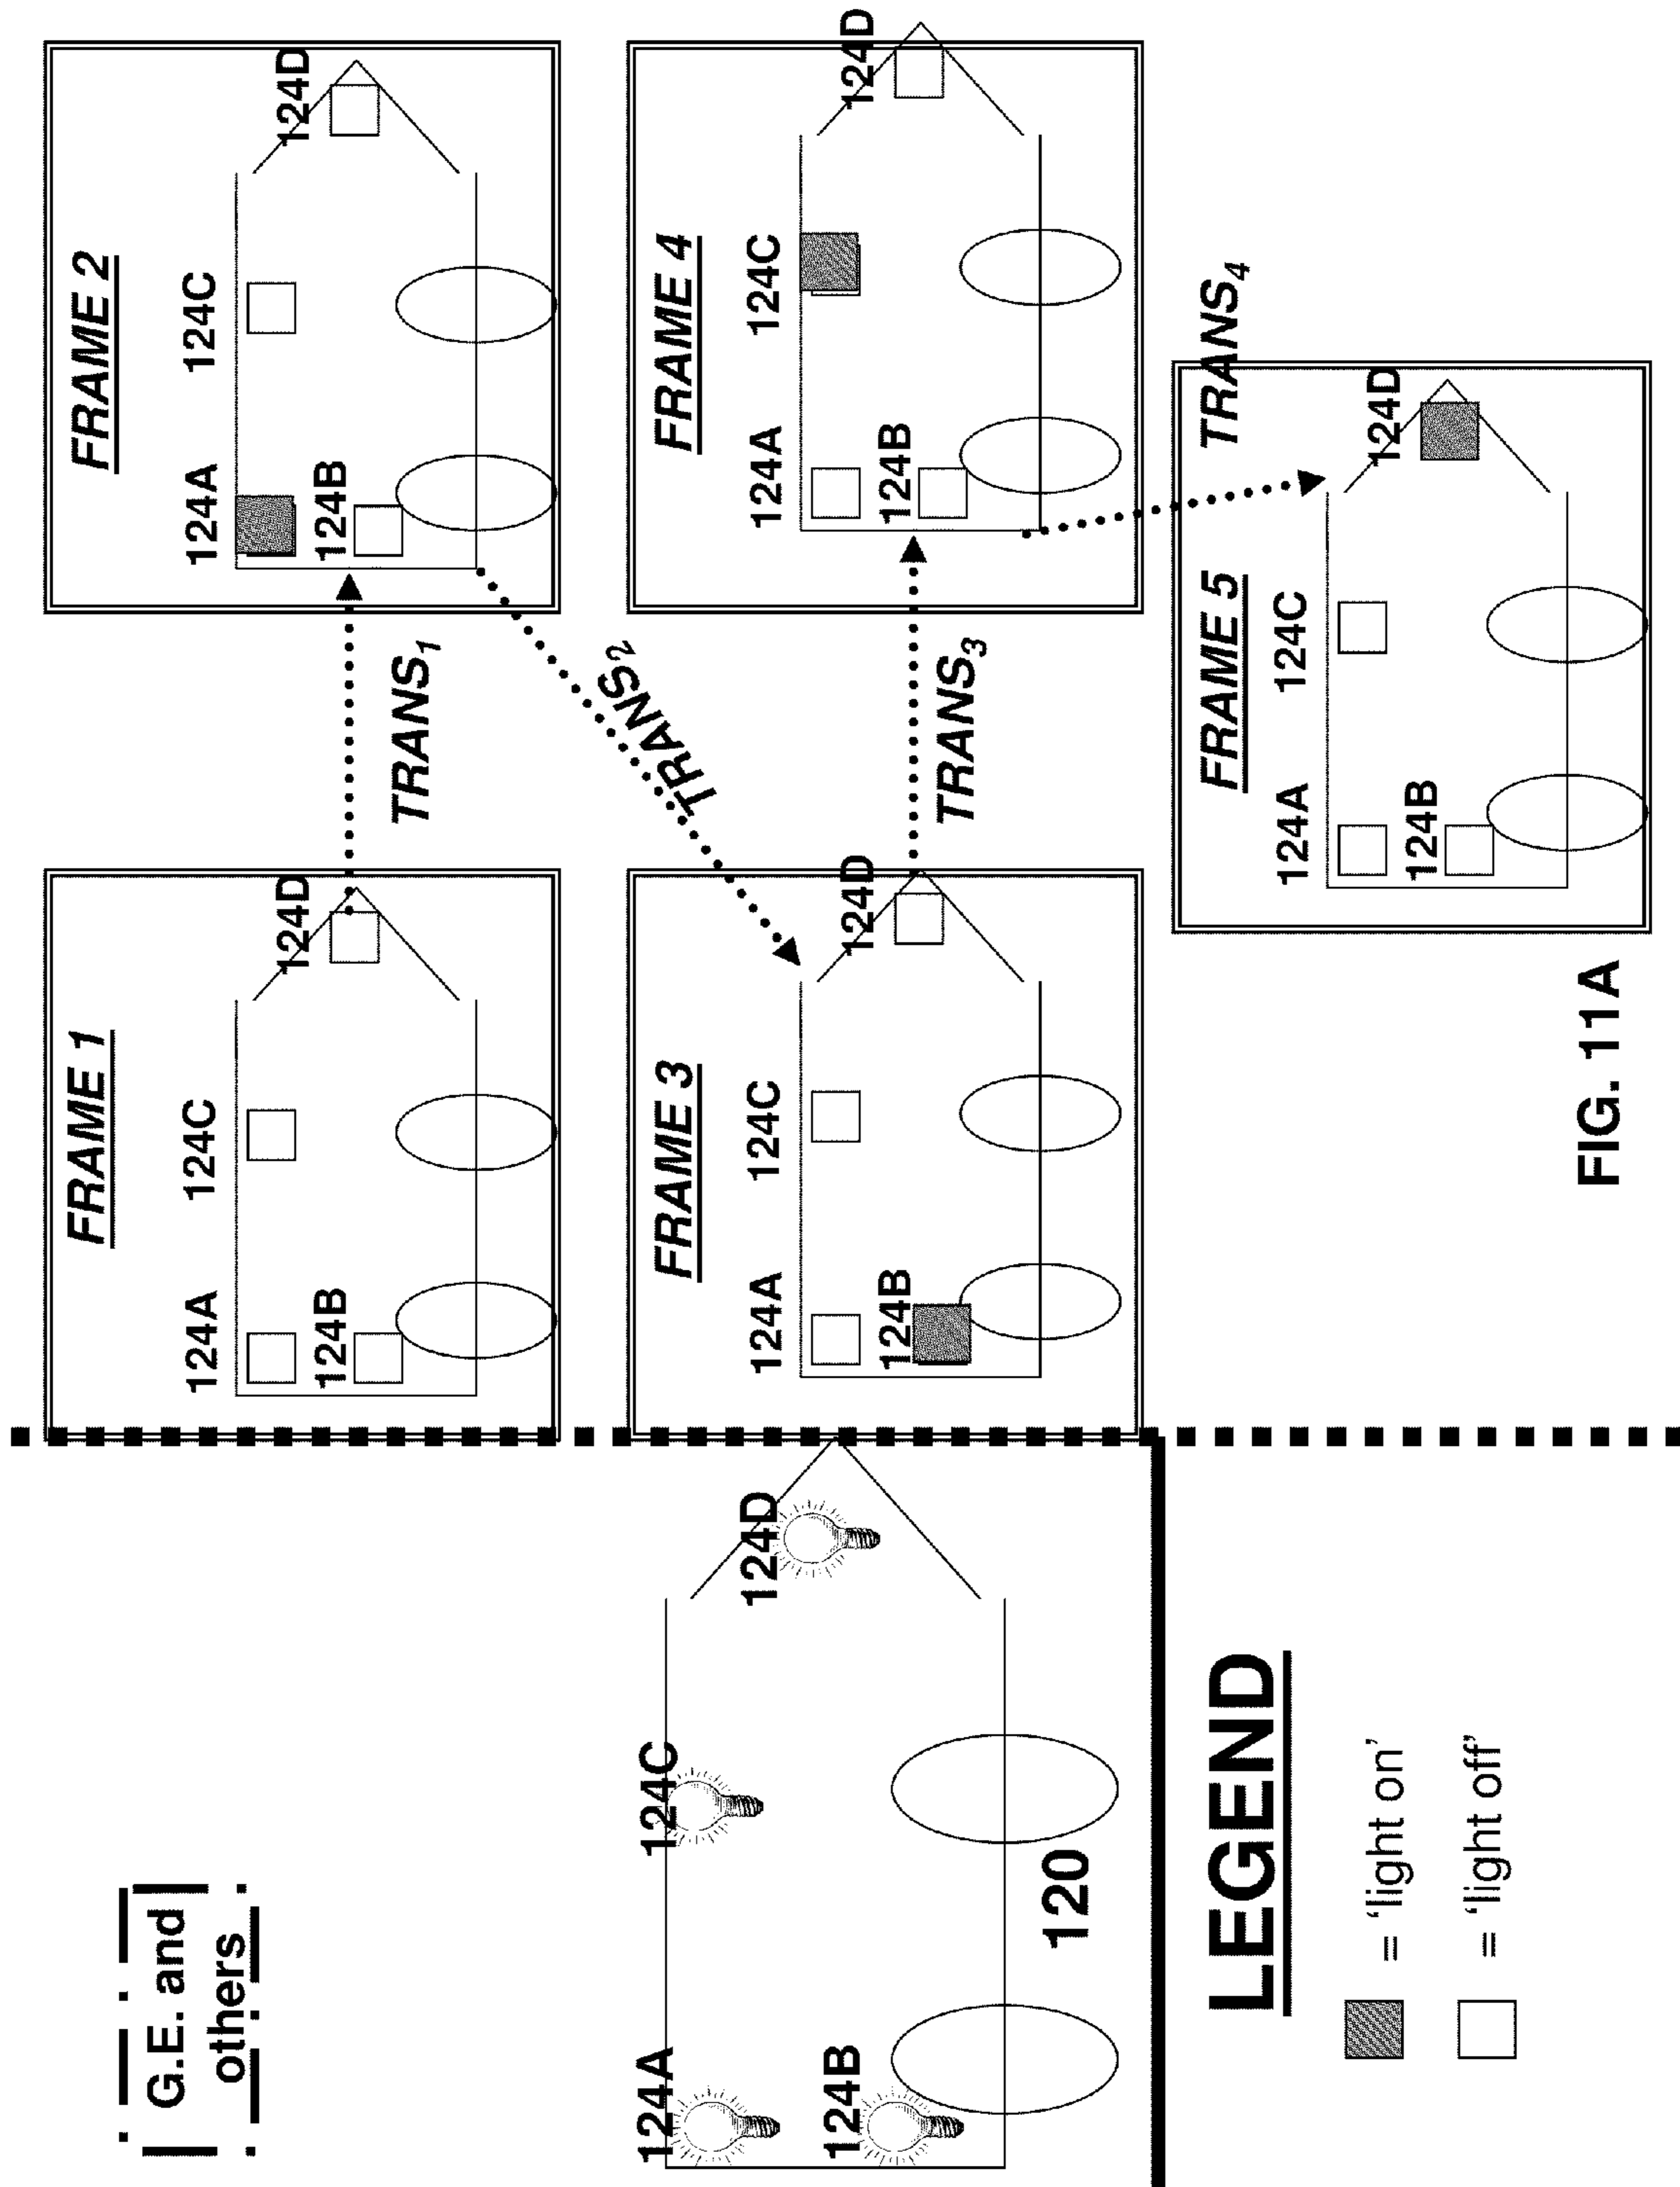 G.E. and
others
124A
124C
124B
124D
120
LEGEND
= 'light on'
= 'light off'
FRAME 1
124A
124C
124B
124D
TRANS1
FRAME 2
124A
124C
124B
124D
TRANS2
FRAME 3
124A
124C
124B
124D
TRANS3
FRAME 4
124A
124C
124B
124D
TRANS4
FRAME 5
124A
124C
124B
124D
FIG. 11A